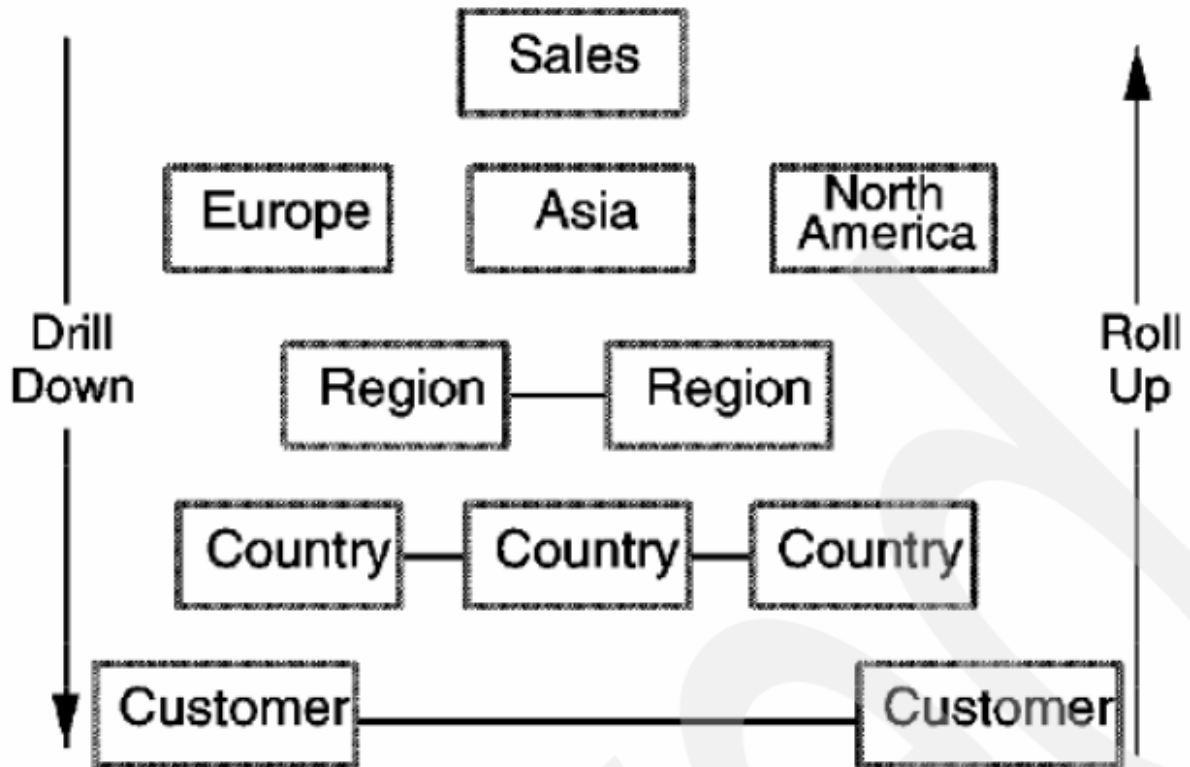 Sales
Europe
Asia
North
America
Drill
Down
Roll
Up
Region
Region
Country
Country
Country
Customer
Customer